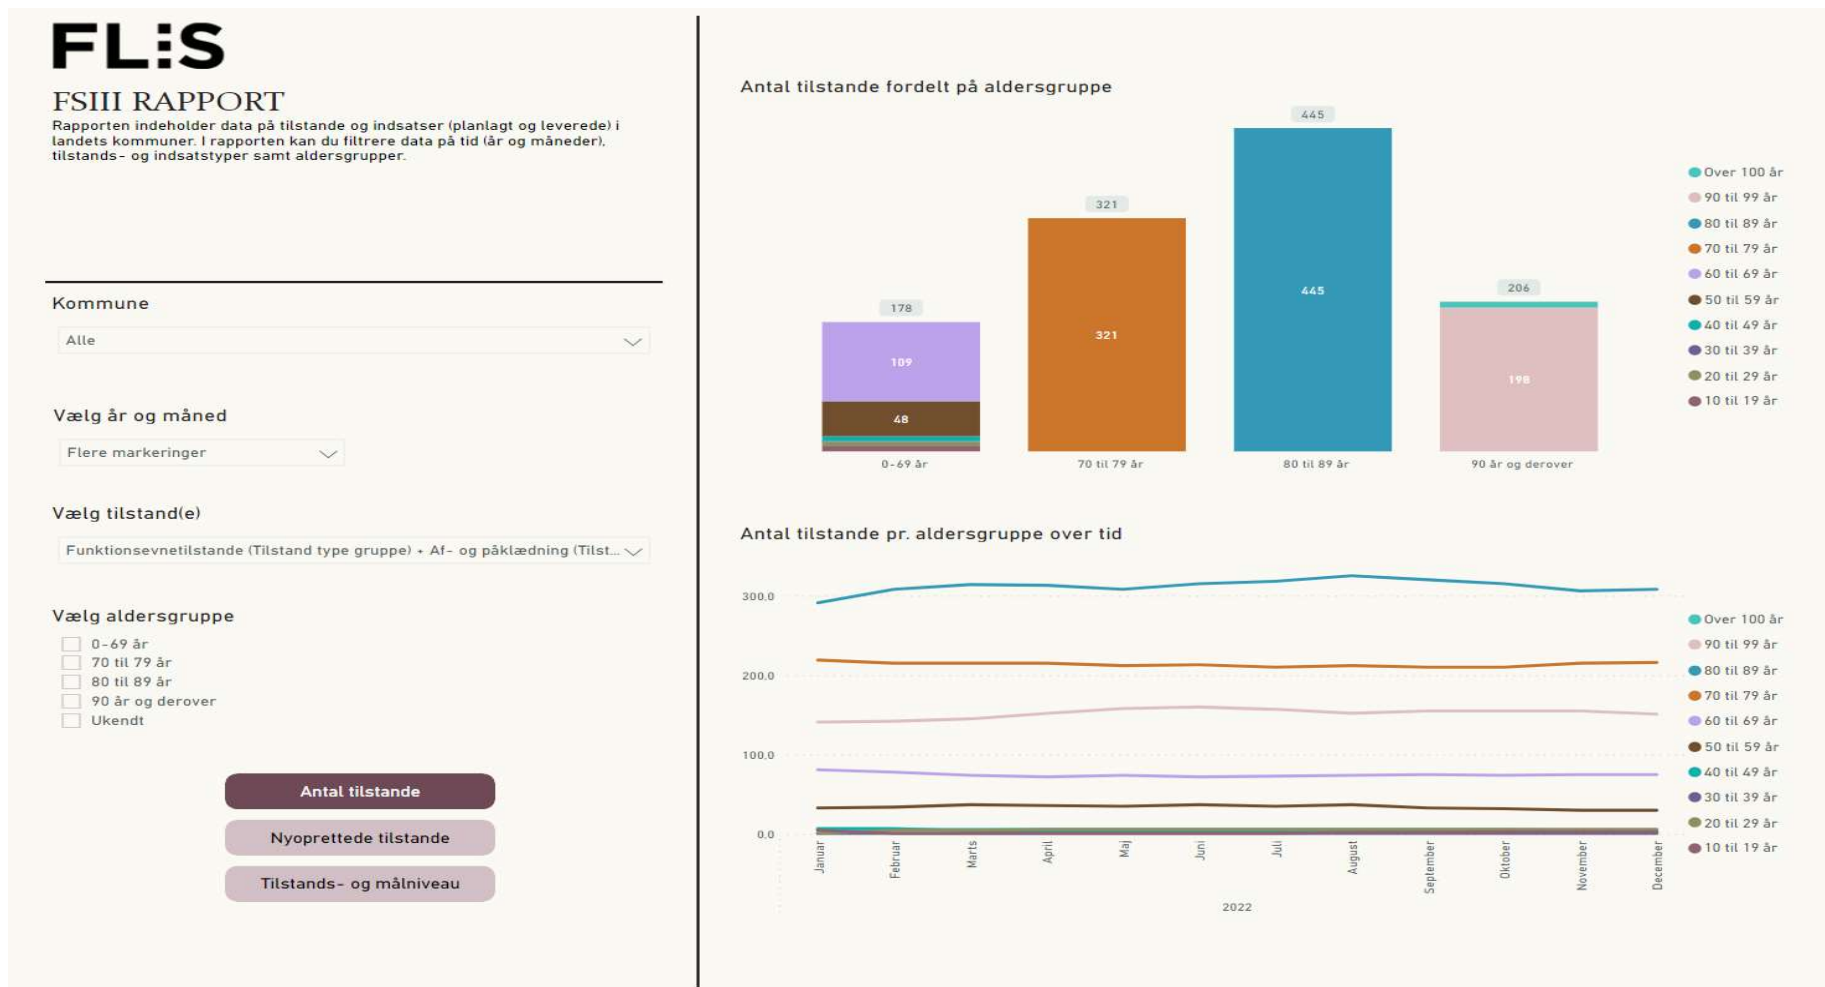 FLIS
FSIII RAPPORT
Rapporten indeholder data på tilstande og indsatser (planlagt og leverede) i
landets kommuner. I rapporten kan du filtrere data på tid (år og måneder),
tilstands- og indsatstyper samt aldersgrupper.
Kommune
Alle
Vælg år og måned
Flere markeringer
Vælg tilstand(e)
Funktionsevnetilstande (Tilstand type gruppe) + Af- og påklædning (Tilst...
Vælg aldersgruppe
0-69 år
70 til 79 år
80 til 89 år
90 år og derover
Ukendt
Antal tilstande
Nyoprettede tilstande
Tilstands- og målniveau
Antal tilstande fordelt på aldersgruppe
445
321
178
206
445
321
109
48
198
0-69 år
70 til 79 år
80 til 89 år
90 år og derover
Over 100 år
90 til 99 år
80 til 89 år
70 til 79 år
60 til 69 år
50 til 59 år
40 til 49 år
30 til 39 år
20 til 29 år
10 til 19 år
Antal tilstande pr. aldersgruppe over tid
300.0
200.0
100.0
0.0
Januar
Februar
Marts
April
Maj
Juni
Juli
August
September
Oktober
November
December
2022
Over 100 år
90 til 99 år
80 til 89 år
70 til 79 år
60 til 69 år
50 til 59 år
40 til 49 år
30 til 39 år
20 til 29 år
10 til 19 år